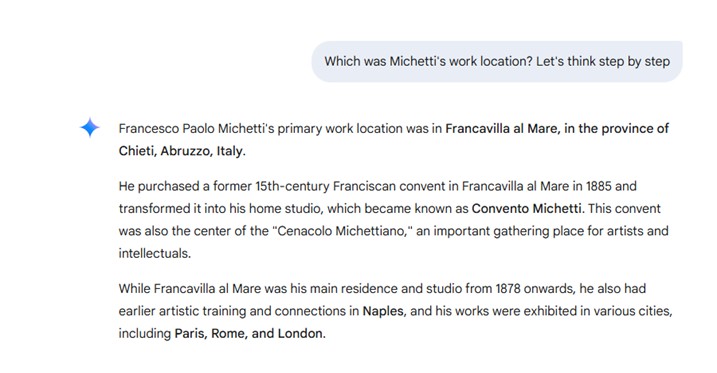 Which was Michetti's work location? Let's think step by step
Francesco Paolo Michetti's primary work location was in Francavilla al Mare, in the province of
Chieti, Abruzzo, Italy.
He purchased a former 15th-century Franciscan convent in Francavilla al Mare in 1885 and
transformed it into his home studio, which became known as Convento Michetti. This convent
was also the center of the "Cenacolo Michettiano," an important gathering place for artists and
intellectuals.
While Francavilla al Mare was his main residence and studio from 1878 onwards, he also had
earlier artistic training and connections in Naples, and his works were exhibited in various cities,
including Paris, Rome, and London.